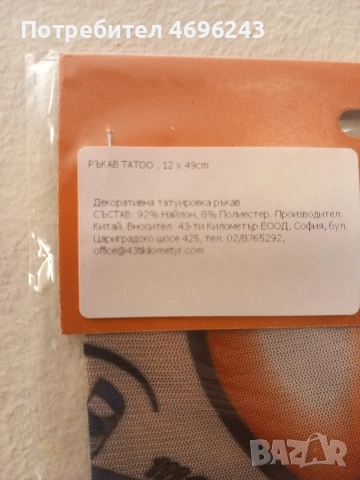 Потребител 4696243
РЪКАВ TATOO , 12 x 49cm
Декоративна татуировка ръкав
СЪСТАВ: 92% Найлон, 8% Полиестер. Производител:
Китай. Вносител: 43-ти Километър ЕООД, София, бул.
Цариградско шосе 425, тел. 02/8765292,
office@43tikilometyr.com
BAZAR